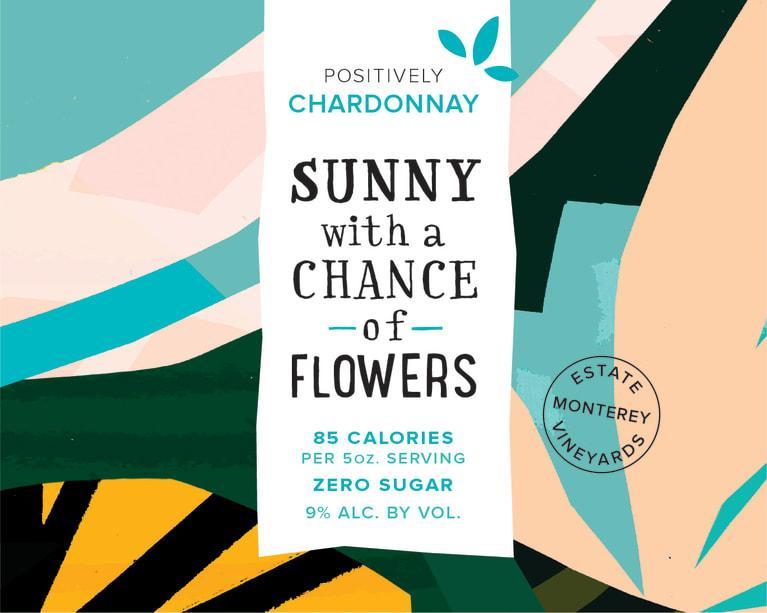 POSITIVELY
CHARDONNAY
SUNNY
with a
CHANCE
of
FLOWERS
85 CALORIES
PER 5oz. SERVING
ZERO SUGAR
9% ALC. BY VOL.
ESTATE
MONTEREY
VINEYARDS